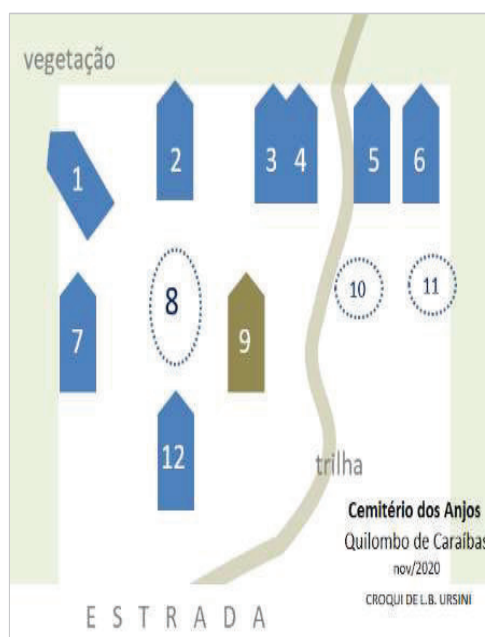 vegetação
1
2
3 4
5
6
7
8
9
10
11
12
trilha
Cemitério dos Anjos
Quilombo de Caraíbas
nov/2020
CROQUI DE L.B. URSINI
ESTRADA